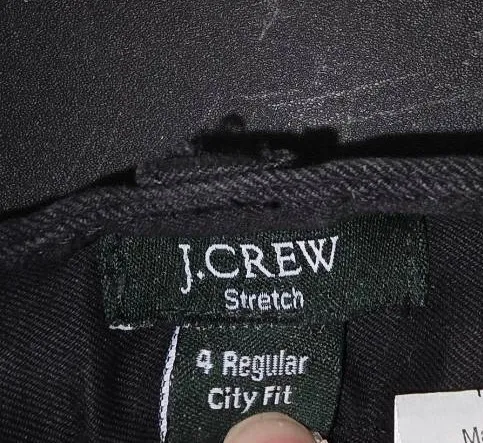 J.CREW
Stretch
4 Regular
City Fit